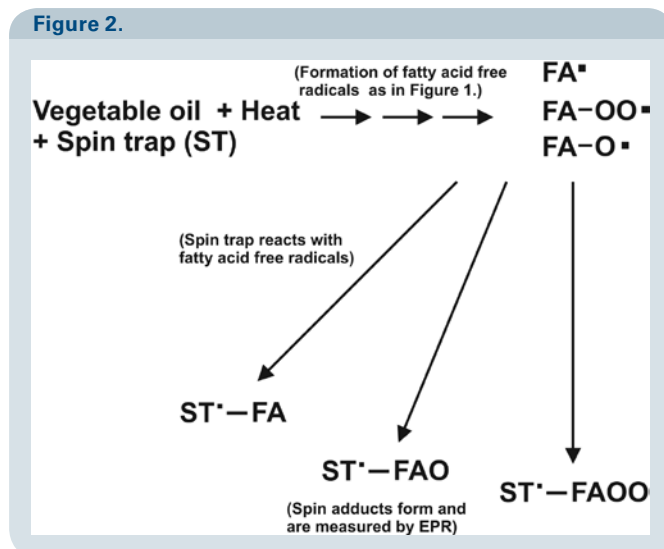 Figure 2.
(Formation of fatty acid free
radicals as in Figure 1.)
Vegetable oil + Heat
+ Spin trap (ST)
FA▪
FA–OO▪
FA–O▪
(Spin trap reacts with
fatty acid free radicals)
ST·–FA
ST·–FAO
ST·–FAOO
(Spin adducts form and
are measured by EPR)